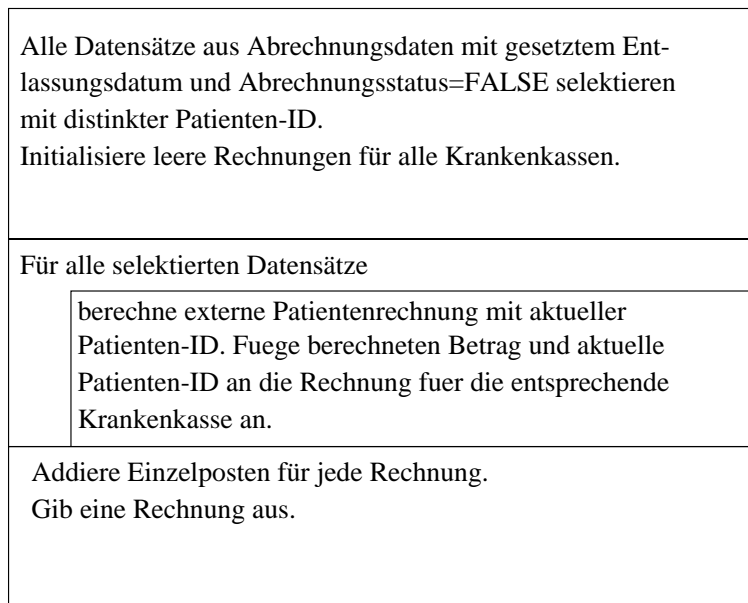 Alle Datensätze aus Abrechnungsdaten mit gesetztem Ent-
lassungsdatum und Abrechnungsstatus=FALSE selektieren
mit distinkter Patienten-ID.
Initialisiere leere Rechnungen für alle Krankenkassen.
Für alle selektierten Datensätze
berechne externe Patientenrechnung mit aktueller
Patienten-ID. Fuege berechneten Betrag und aktuelle
Patienten-ID an die Rechnung fuer die entsprechende
Krankenkasse an.
Addiere Einzelposten für jede Rechnung.
Gib eine Rechnung aus.